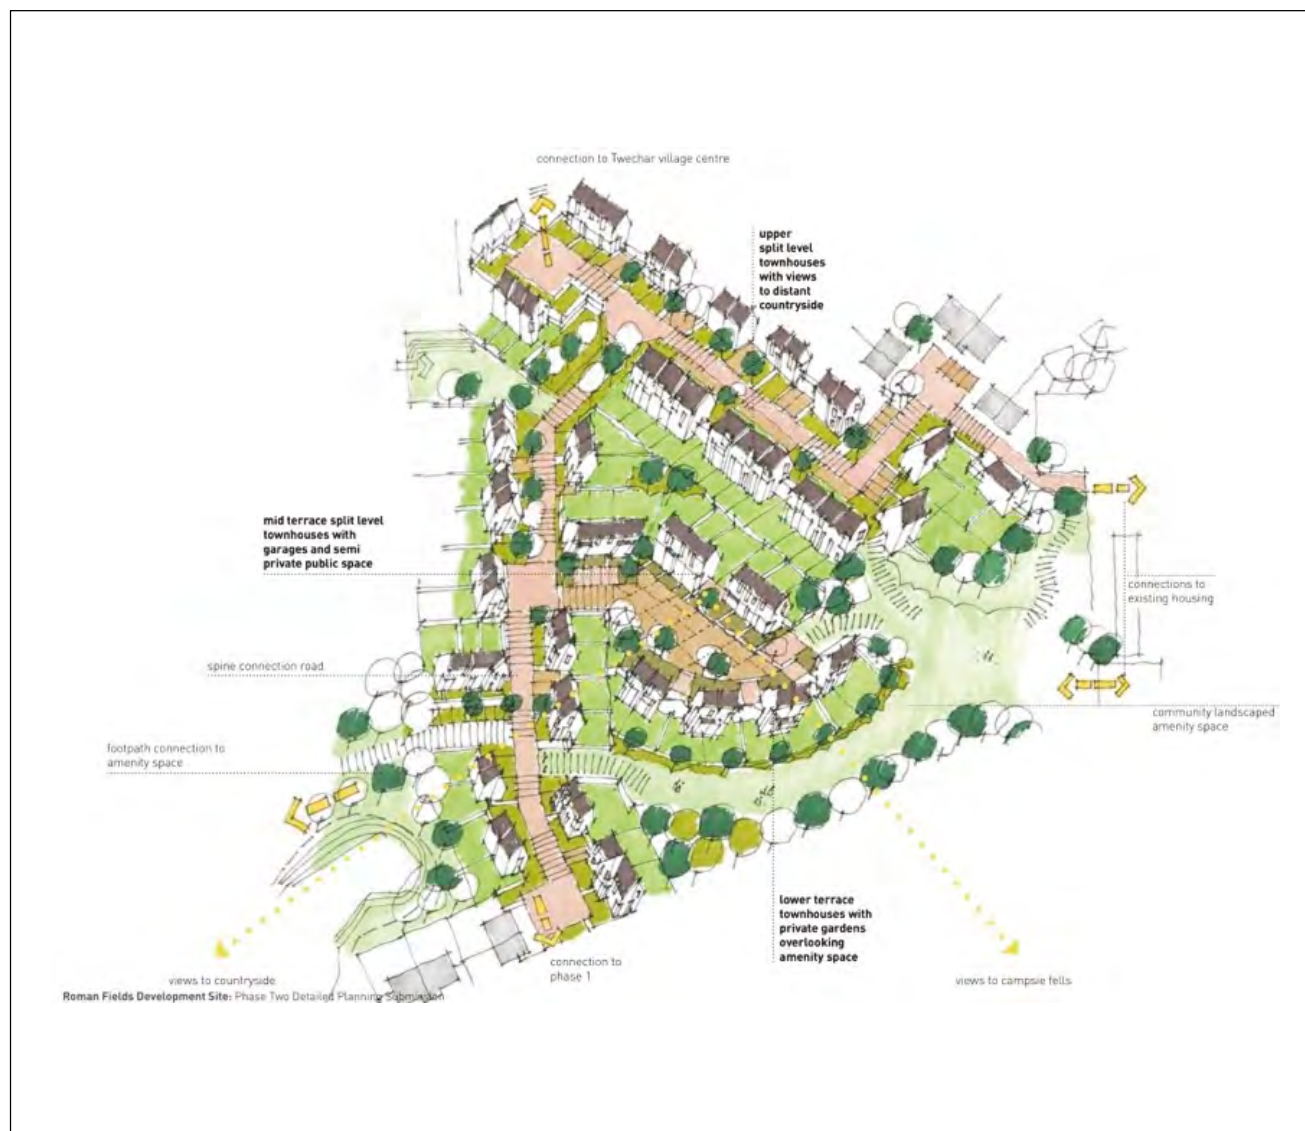 connection to Twechar village centre
upper
split level
townhouses
with views
to distant
countryside
mid terrace split level
townhouses with
garages and semi
private public space
connections to
existing housing
spine connection road
community landscaped
amenity space
footpath connection to
amenity space
lower terrace
townhouses with
private gardens
overlooking
amenity space
connection to
phase 1
views to countryside
views to campsie fells
Roman Fields Development Site: Phase Two Detailed Planning Submission